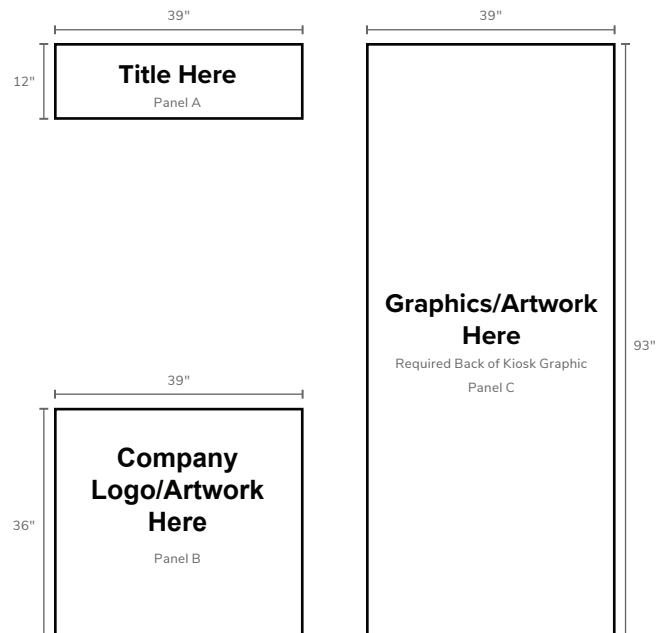 39"
12"
Title Here
Panel A
39"
36"
Company
Logo/Artwork
Here
Panel B
39"
93"
Graphics/Artwork
Here
Required Back of Kiosk Graphic
Panel C